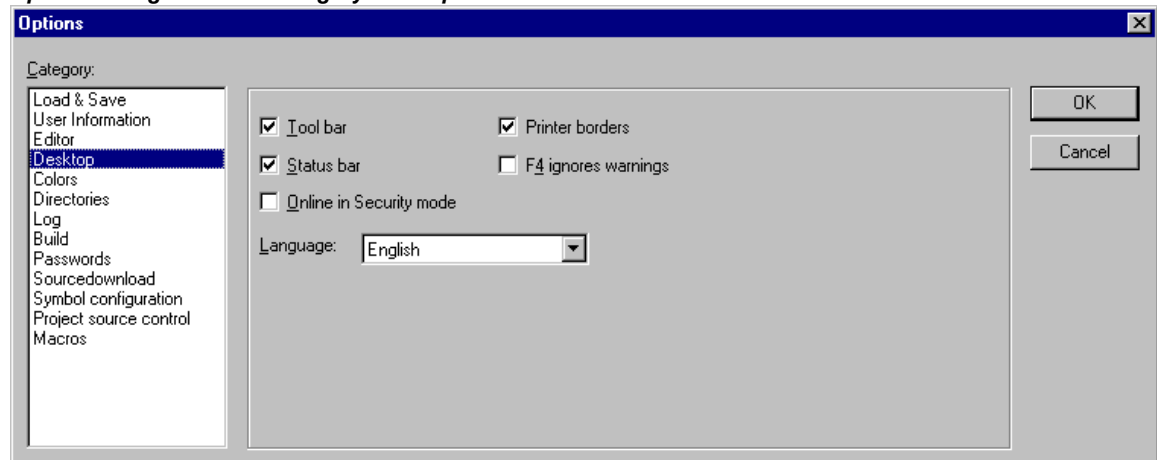 Options
Category:
Load & Save
User Information
Editor
Desktop
Colors
Directories
Log
Build
Passwords
Sourcedownload
Symbol configuration
Project source control
Macros
Tool bar
Printer borders
Status bar
F4 ignores warnings
Online in Security mode
Language: English
OK
Cancel